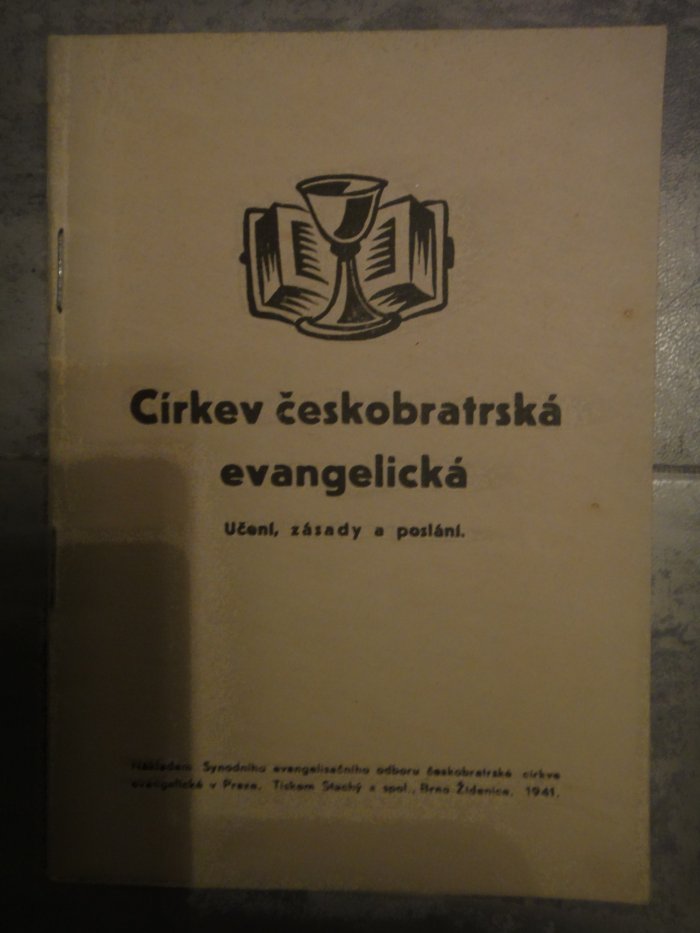 Církev českobratrská
evangelická
Učení, zásady a poslání.
Nákladem Synodního evangelisačního odboru českobratrské církve
evangelické v Praze. Tiskem Stachý a spol., Brno Židenice. 1941.